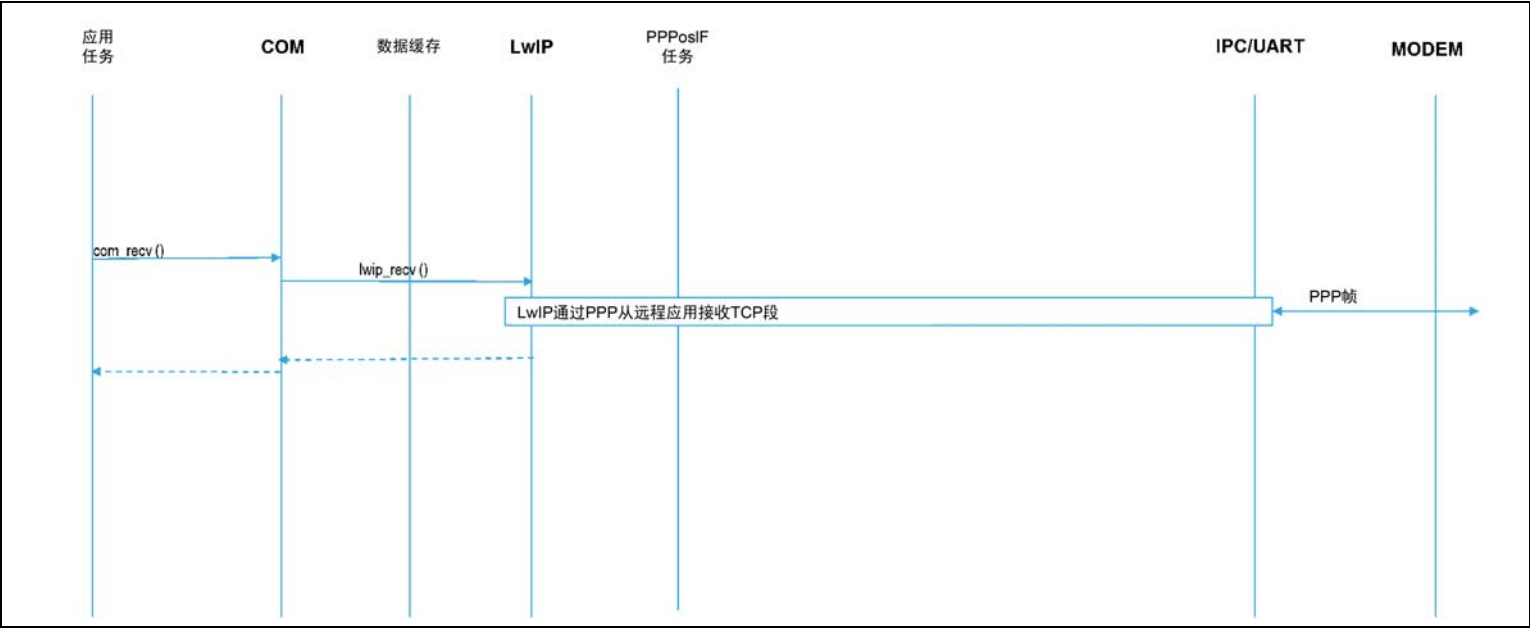 应用
任务
COM
数据缓存
LwIP
PPPosIF
任务
IPC/UART
MODEM
com_recv ()
lwip_recv ()
LwIP通过PPP从远程应用接收TCP段
PPP帧